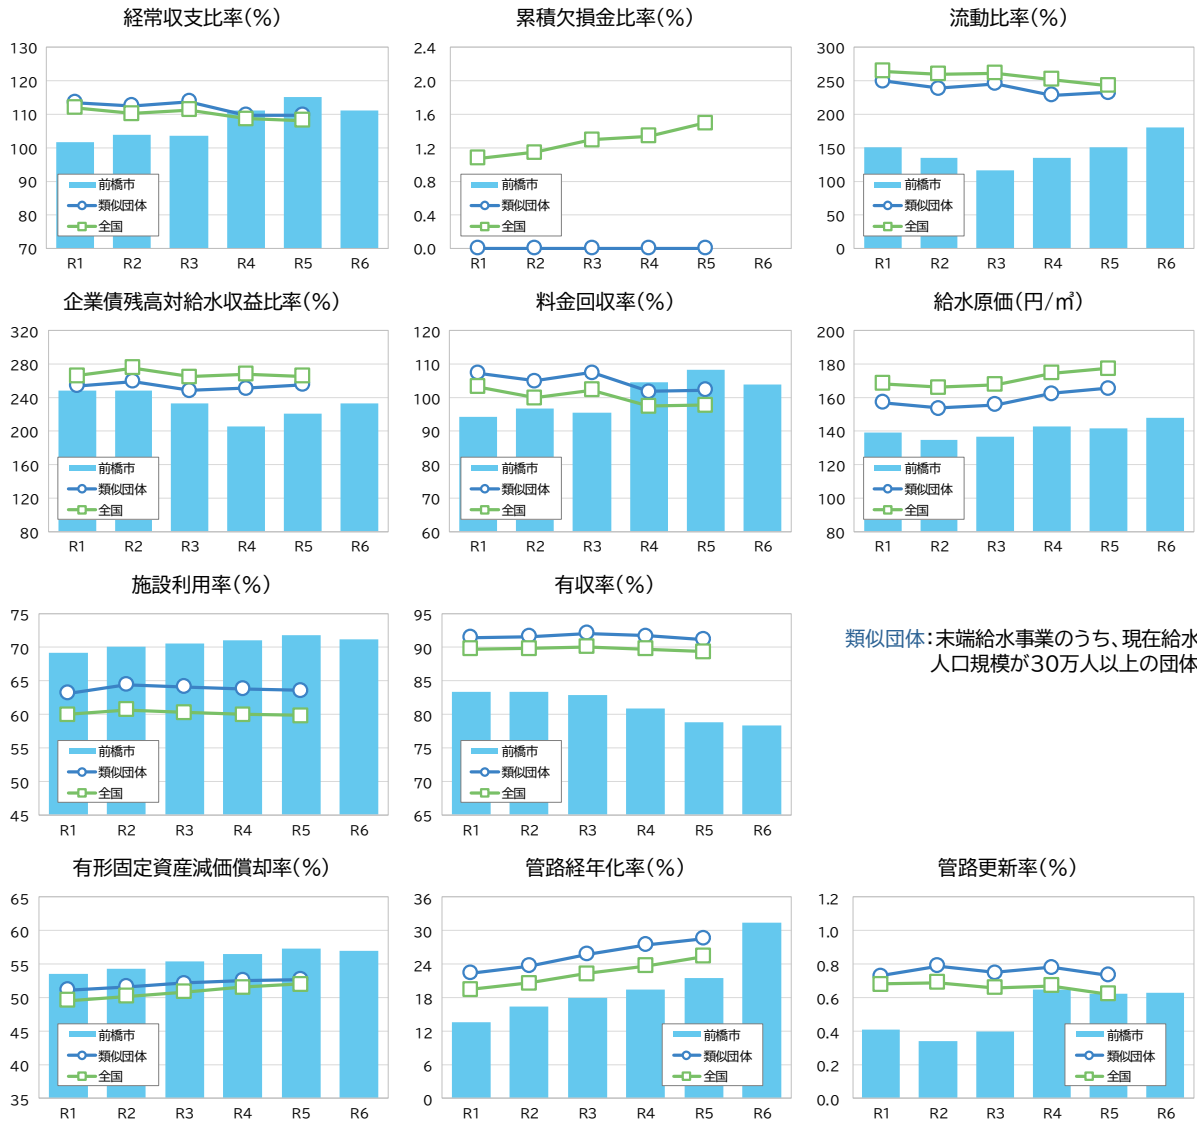 経常収支比率(%)
130
120
110
100
90
80
70
前橋市
類似団体
全国
R1 R2 R3 R4 R5 R6
累積欠損金比率(%)
2.4
2.0
1.6
1.2
0.8
0.4
0.0
前橋市
類似団体
全国
R1 R2 R3 R4 R5 R6
流動比率(%)
300
250
200
150
100
50
0
前橋市
類似団体
全国
R1 R2 R3 R4 R5 R6
企業債残高対給水収益比率(%)
320
280
240
200
160
120
80
前橋市
類似団体
全国
R1 R2 R3 R4 R5 R6
料金回収率(%)
120
110
100
90
80
70
60
前橋市
類似団体
全国
R1 R2 R3 R4 R5 R6
給水原価(円/㎥)
200
180
160
140
120
100
80
前橋市
類似団体
全国
R1 R2 R3 R4 R5 R6
施設利用率(%)
75
70
65
60
55
50
45
前橋市
類似団体
全国
R1 R2 R3 R4 R5 R6
有収率(%)
95
90
85
80
75
70
65
前橋市
類似団体
全国
R1 R2 R3 R4 R5 R6
類似団体:末端給水事業のうち、現在給水
人口規模が30万人以上の団体
有形固定資産減価償却率(%)
65
60
55
50
45
40
35
前橋市
類似団体
全国
R1 R2 R3 R4 R5 R6
管路経年化率(%)
36
30
24
18
12
6
0
前橋市
類似団体
全国
R1 R2 R3 R4 R5 R6
管路更新率(%)
1.2
1.0
0.8
0.6
0.4
0.2
0.0
前橋市
類似団体
全国
R1 R2 R3 R4 R5 R6